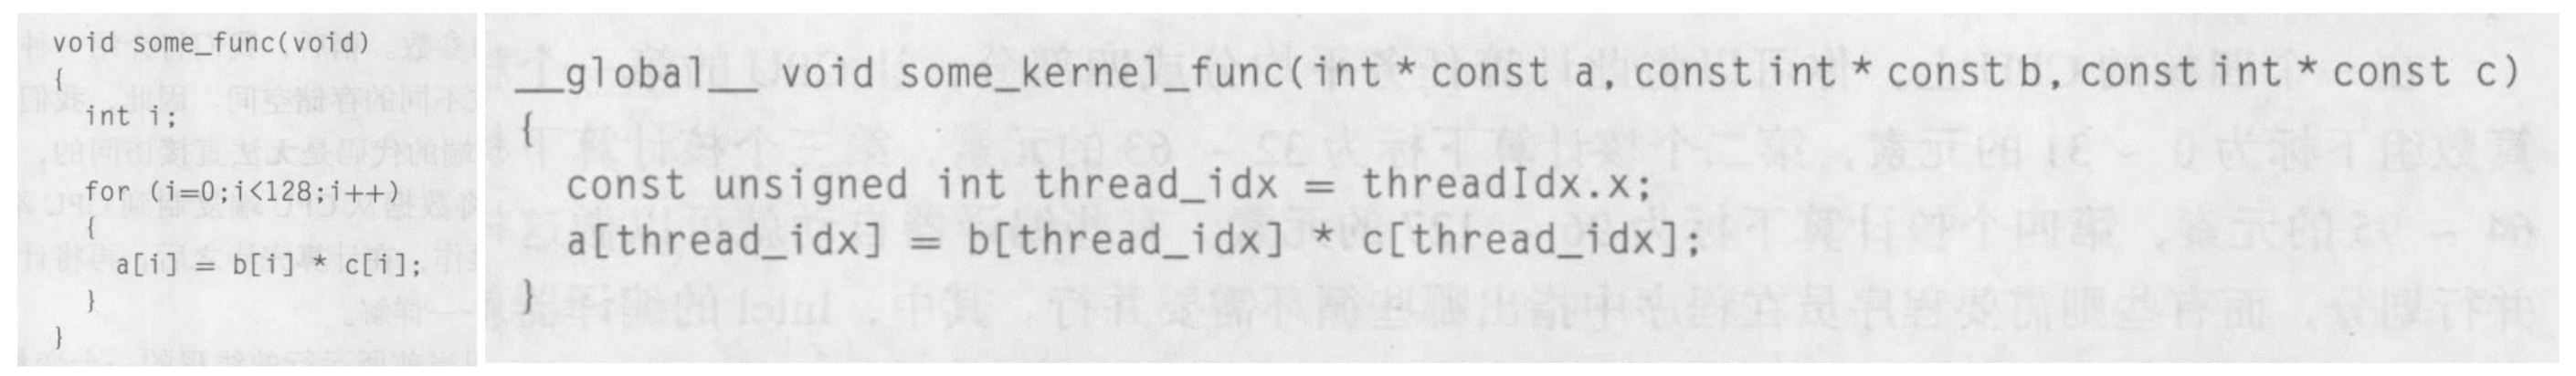 void some_func(void)
{
int i;
for (i=0;i<128;i++)
{
a[i] = b[i] * c[i];
}
}
__global__ void some_kernel_func(int * const a, const int * const b, const int * const c)
{
const unsigned int thread_idx = threadIdx.x;
a[thread_idx] = b[thread_idx] * c[thread_idx];
}